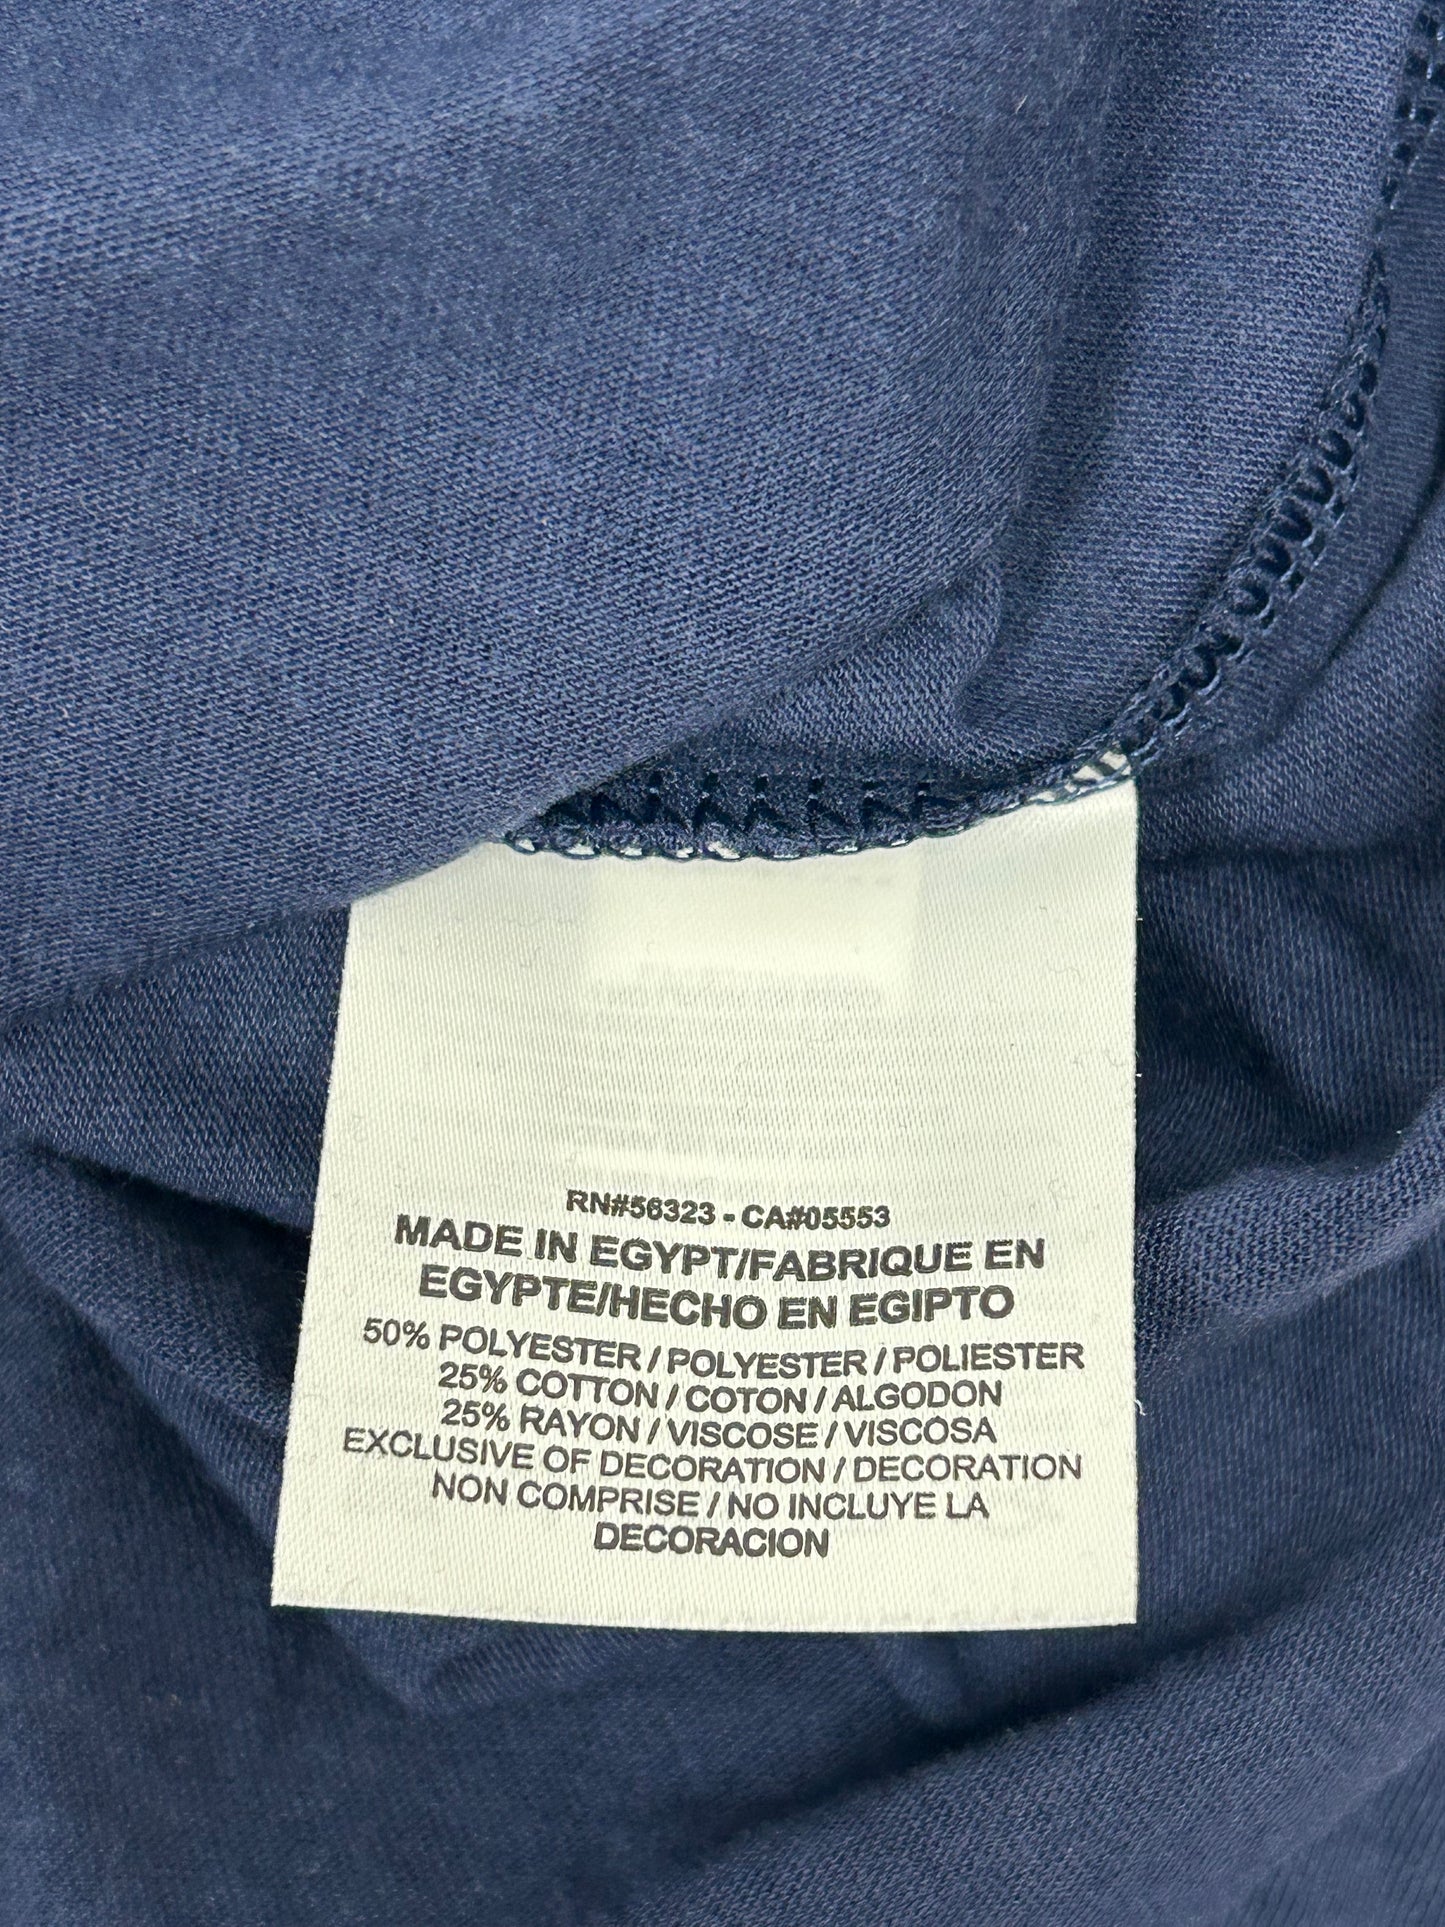 RN#56323 - CA#05553
MADE IN EGYPT/FABRIQUE EN
EGYPTE/HECHO EN EGIPTO
50% POLYESTER / POLYESTER / POLIESTER
25% COTTON / COTON / ALGODON
25% RAYON / VISCOSE / VISCOSA
EXCLUSIVE OF DECORATION / DECORATION
NON COMPRISE / NO INCLUYE LA
DECORACION